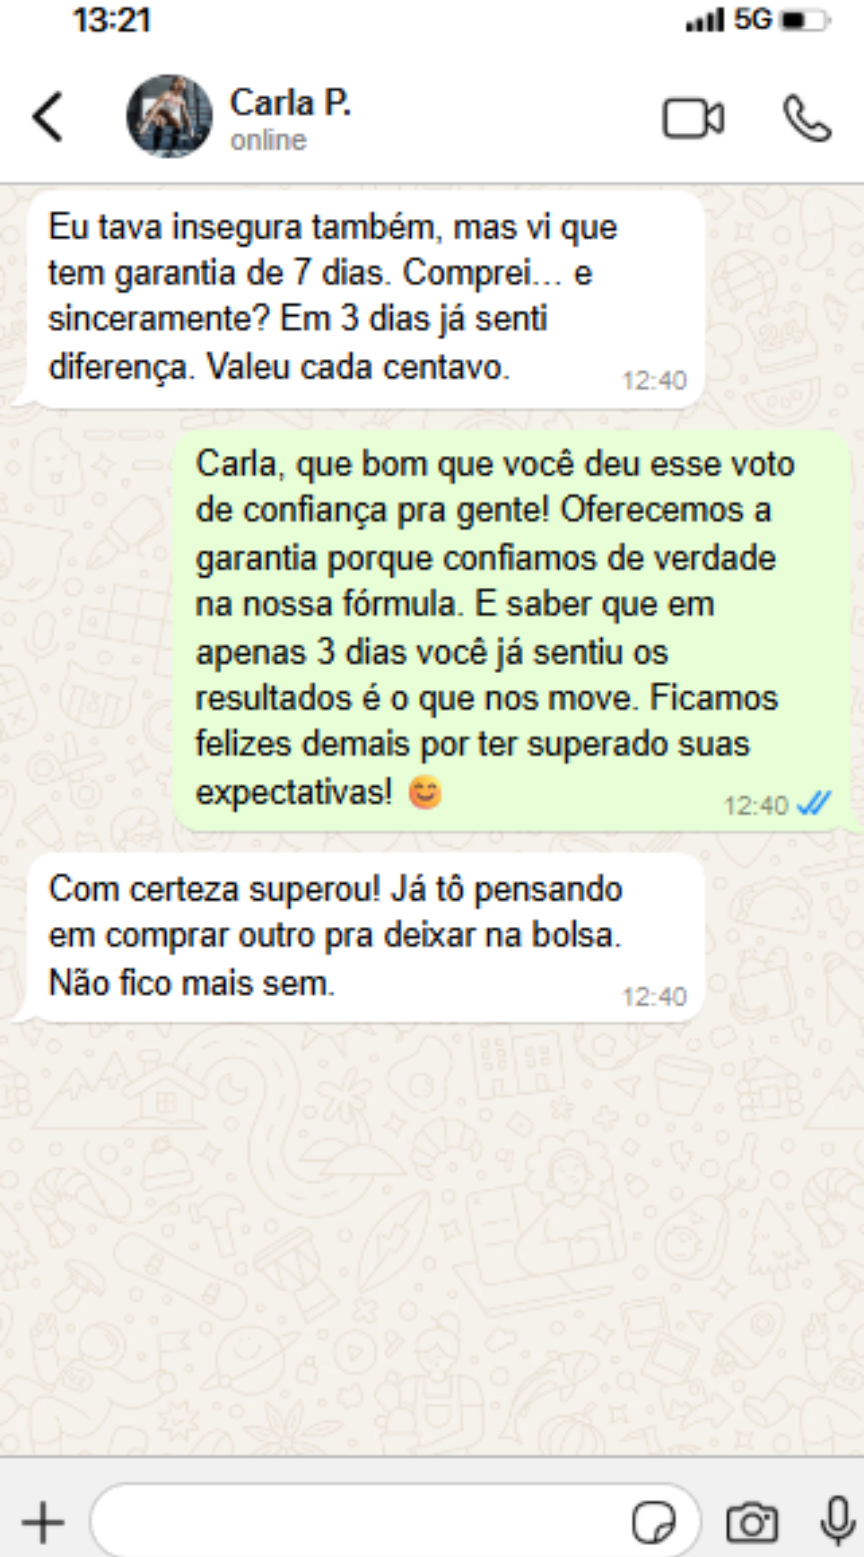 13:21
5G
Carla P.
online
Eu tava insegura também, mas vi que
tem garantia de 7 dias. Comprei... e
sinceramente? Em 3 dias já senti
diferença. Valeu cada centavo.
12:40
Carla, que bom que você deu esse voto
de confiança pra gente! Oferecemos a
garantia porque confiamos de verdade
na nossa fórmula. E saber que em
apenas 3 dias você já sentiu os
resultados é o que nos move. Ficamos
felizes demais por ter superado suas
expectativas! 😊
12:40
Com certeza superou! Já tô pensando
em comprar outro pra deixar na bolsa.
Não fico mais sem.
12:40